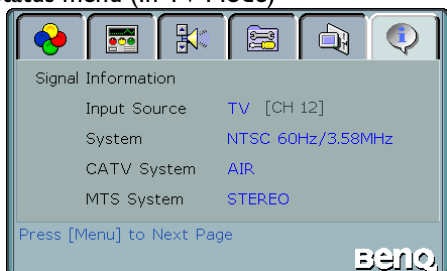 Status menu (in TV Mode)
Signal Information
Input Source TV [CH 12]
System NTSC 60Hz/3.58MHz
CATV System AIR
MTS System STEREO
Press [Menu] to Next Page
BenQ